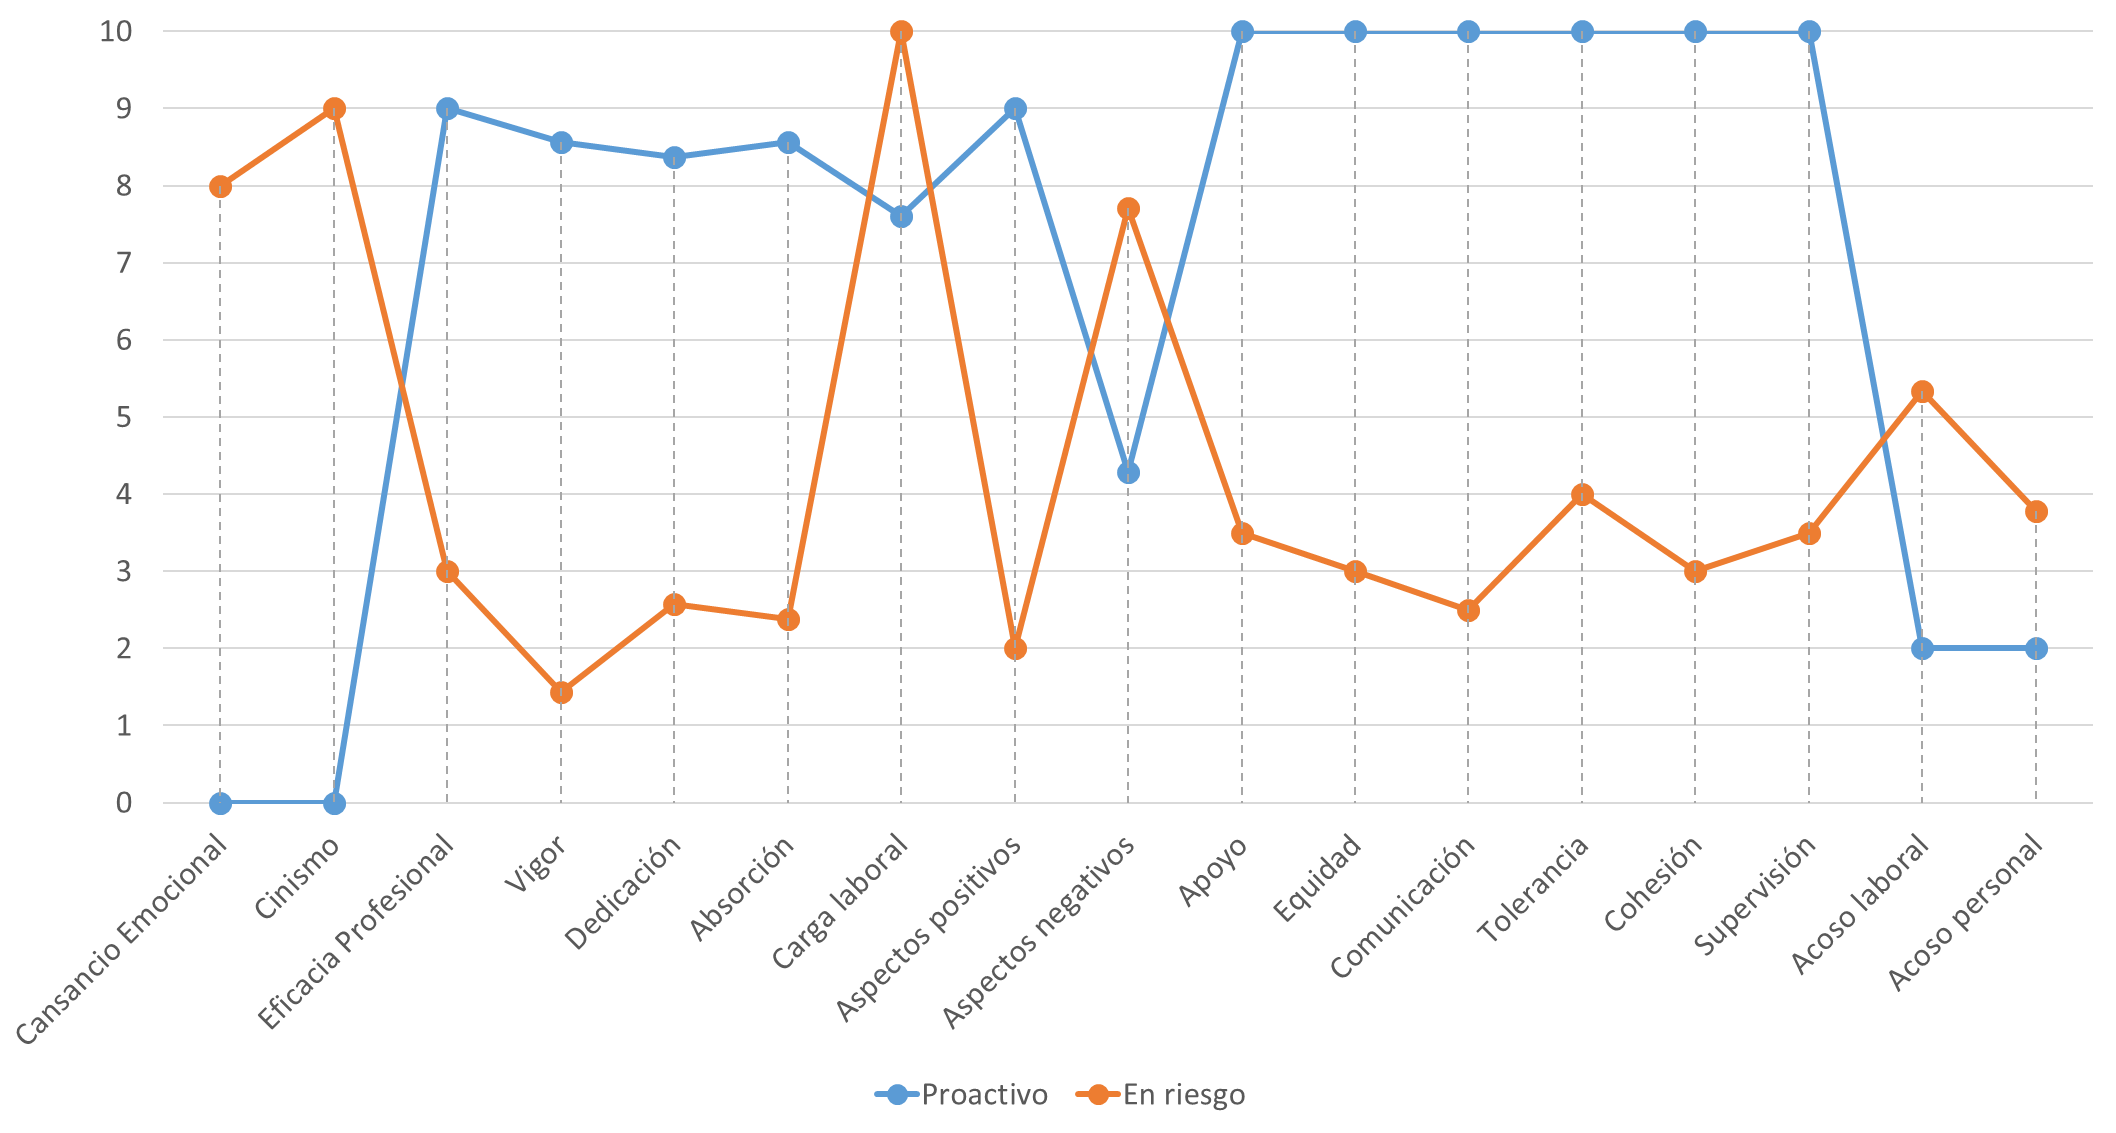 10
9
8
7
6
5
4
3
2
1
0
Cansancio Emocional
Cinismo
Eficacia Profesional
Vigor
Dedicación
Absorción
Carga laboral
Aspectos positivos
Aspectos negativos
Apoyo
Equidad
Comunicación
Tolerancia
Cohesión
Supervisión
Acoso laboral
Acoso personal
Proactivo En riesgo